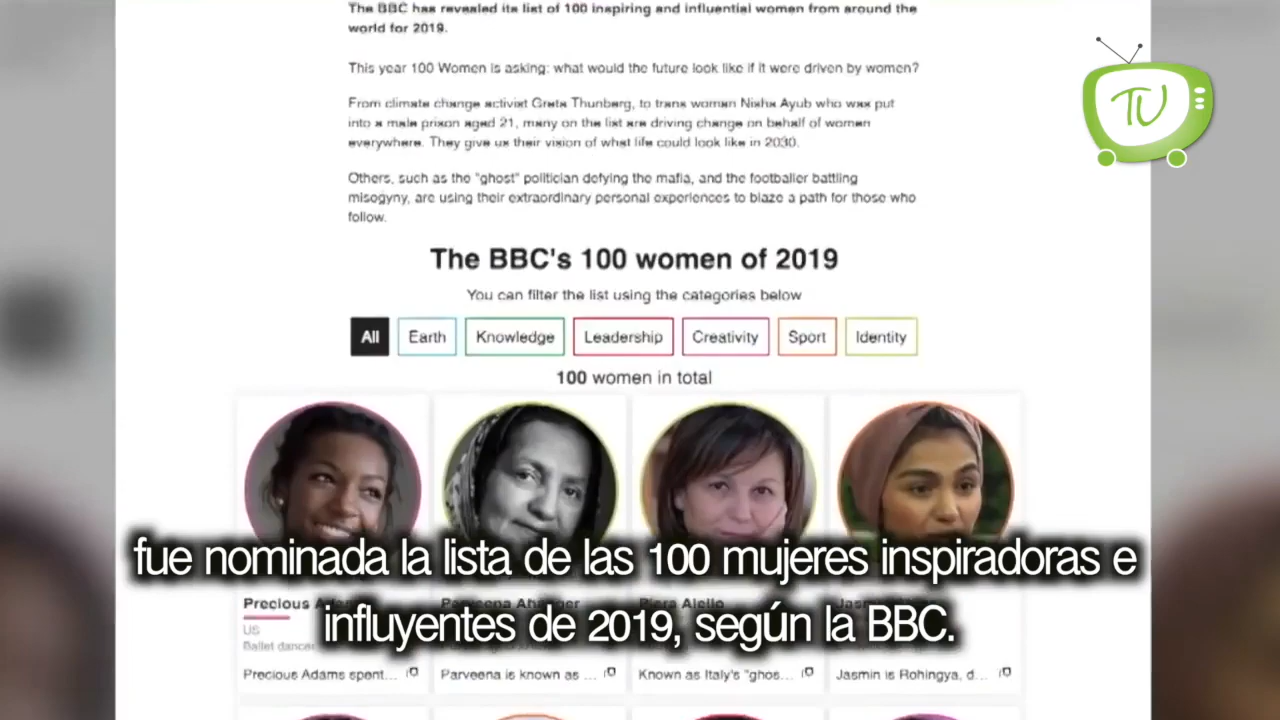 The BBC has revealed its list of 100 inspiring and influential women from around the
world for 2019.
This year 100 Women is asking: what would the future look like if it were driven by women?
From climate change activist Greta Thunberg, to trans woman Nisha Ayub who was put
into a male prison aged 21, many on the list are driving change on behalf of women
everywhere. They give us their vision of what life could look like in 2030.
Others, such as the "ghost" politician defying the mafia, and the footballer battling
misogyny, are using their extraordinary personal experiences to blaze a path for those who
follow.
TV
The BBC's 100 women of 2019
You can filter the list using the categories below
All Earth Knowledge Leadership Creativity Sport Identity
100 women in total
fue nominada la lista de las 100 mujeres inspiradoras e
influyentes de 2019, según la BBC.
Precious
US
Precious Adams spent... Parveena is known as ... Known as Italy's "ghos... Jasmin is Rohingya, d...